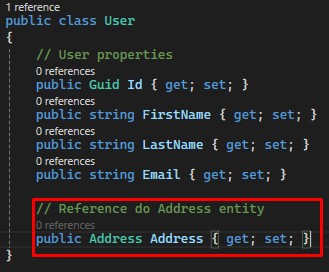 1 reference
public class User
{
// User properties
0 references
public Guid Id { get; set; }
0 references
public string FirstName { get; set; }
0 references
public string LastName { get; set; }
0 references
public string Email { get; set; }
// Reference do Address entity
0 references
public Address Address { get; set; }
}